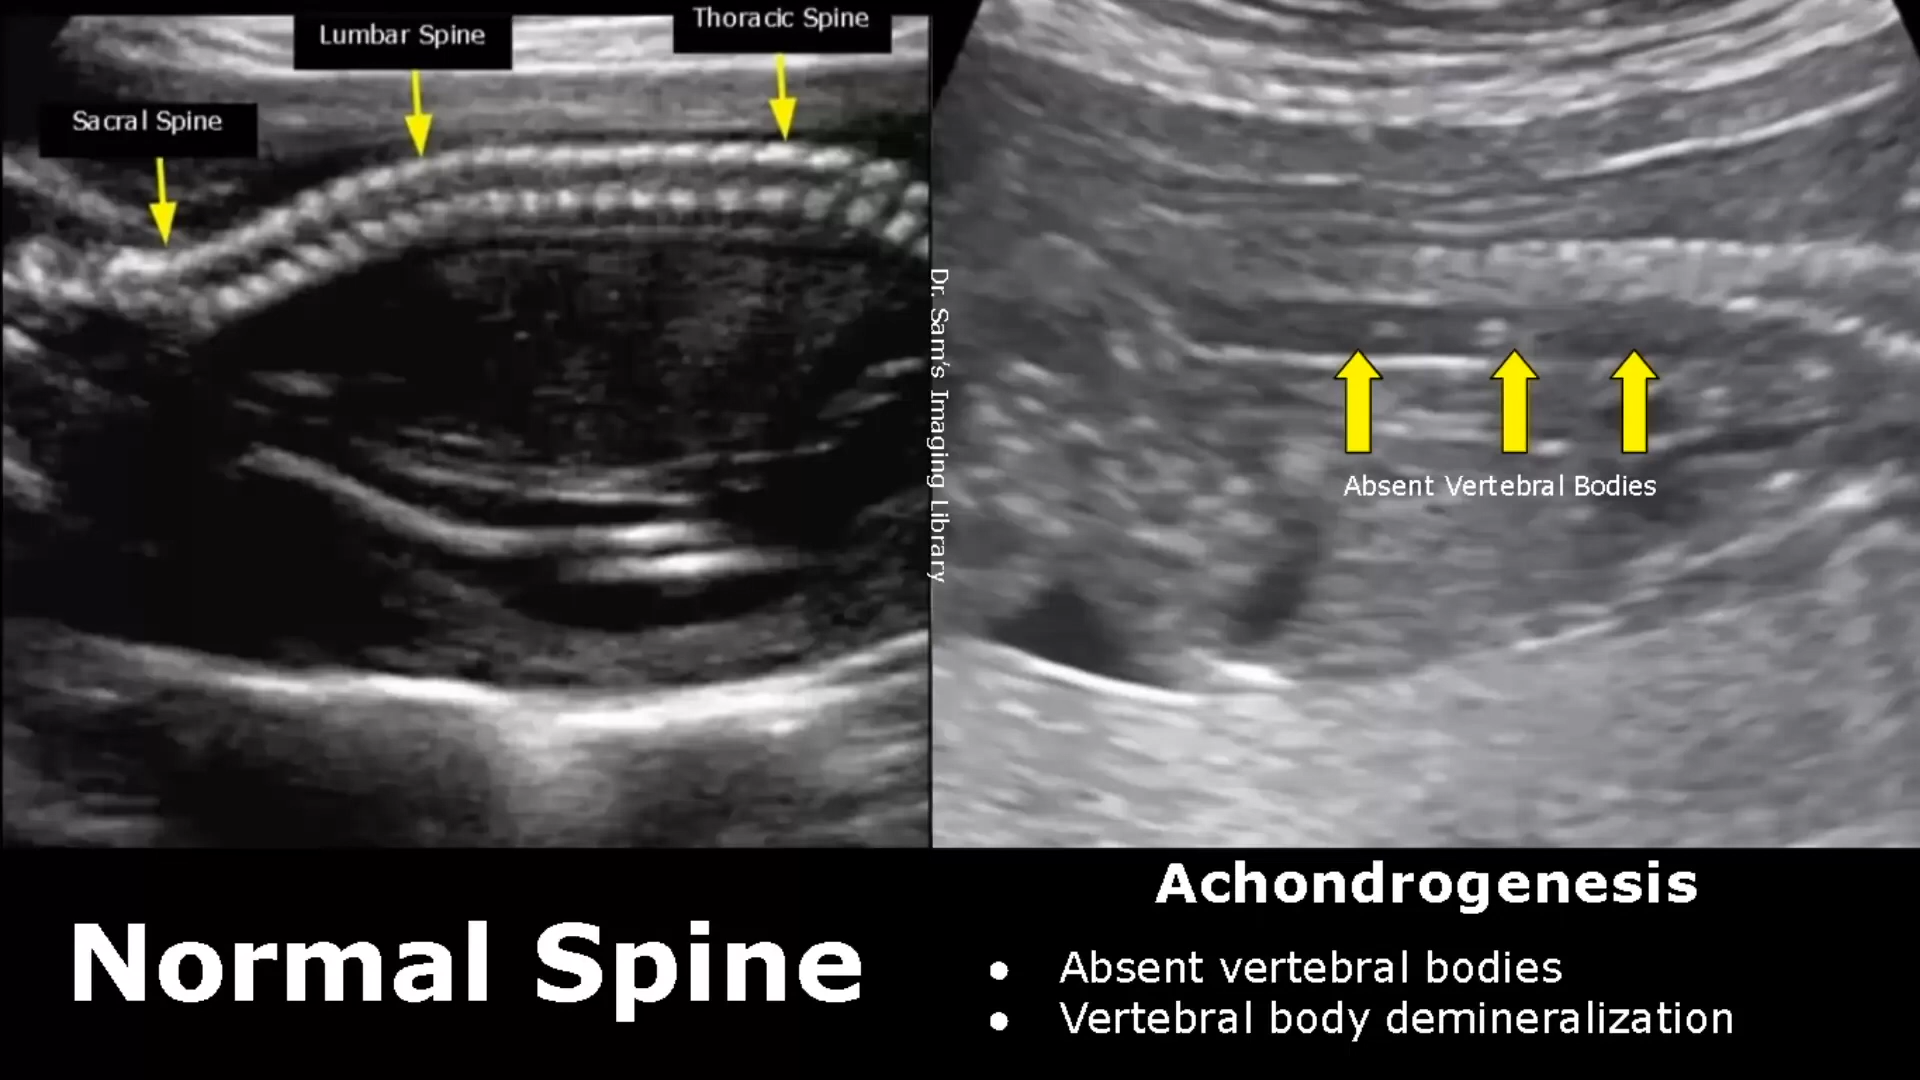 Thoracic Spine
Lumbar Spine
Sacral Spine
Dr. Sam's Imaging Library
Absent Vertebral Bodies
Normal Spine
Achondrogenesis
• Absent vertebral bodies
• Vertebral body demineralization